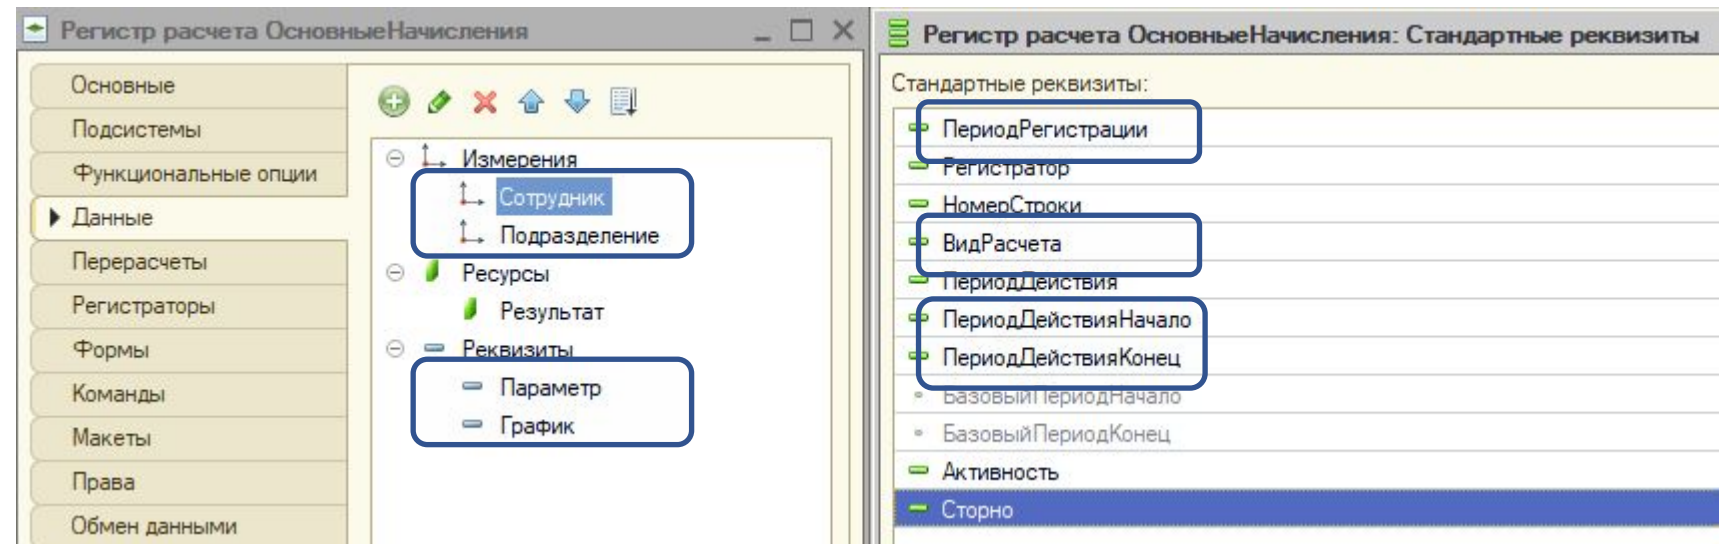 Регистр расчета ОсновныеНачисления
Основные
Подсистемы
Функциональные опции
Данные
Перерасчеты
Регистраторы
Формы
Команды
Макеты
Права
Обмен данными
Измерения
Сотрудник
Подразделение
Ресурсы
Результат
Реквизиты
Параметр
График
Регистр расчета ОсновныеНачисления: Стандартные реквизиты
Стандартные реквизиты:
ПериодРегистрации
Регистратор
НомерСтроки
ВидРасчета
ПериодДействия
ПериодДействияНачало
ПериодДействияКонец
БазовыйПериодНачало
БазовыйПериодКонец
Активность
Сторно